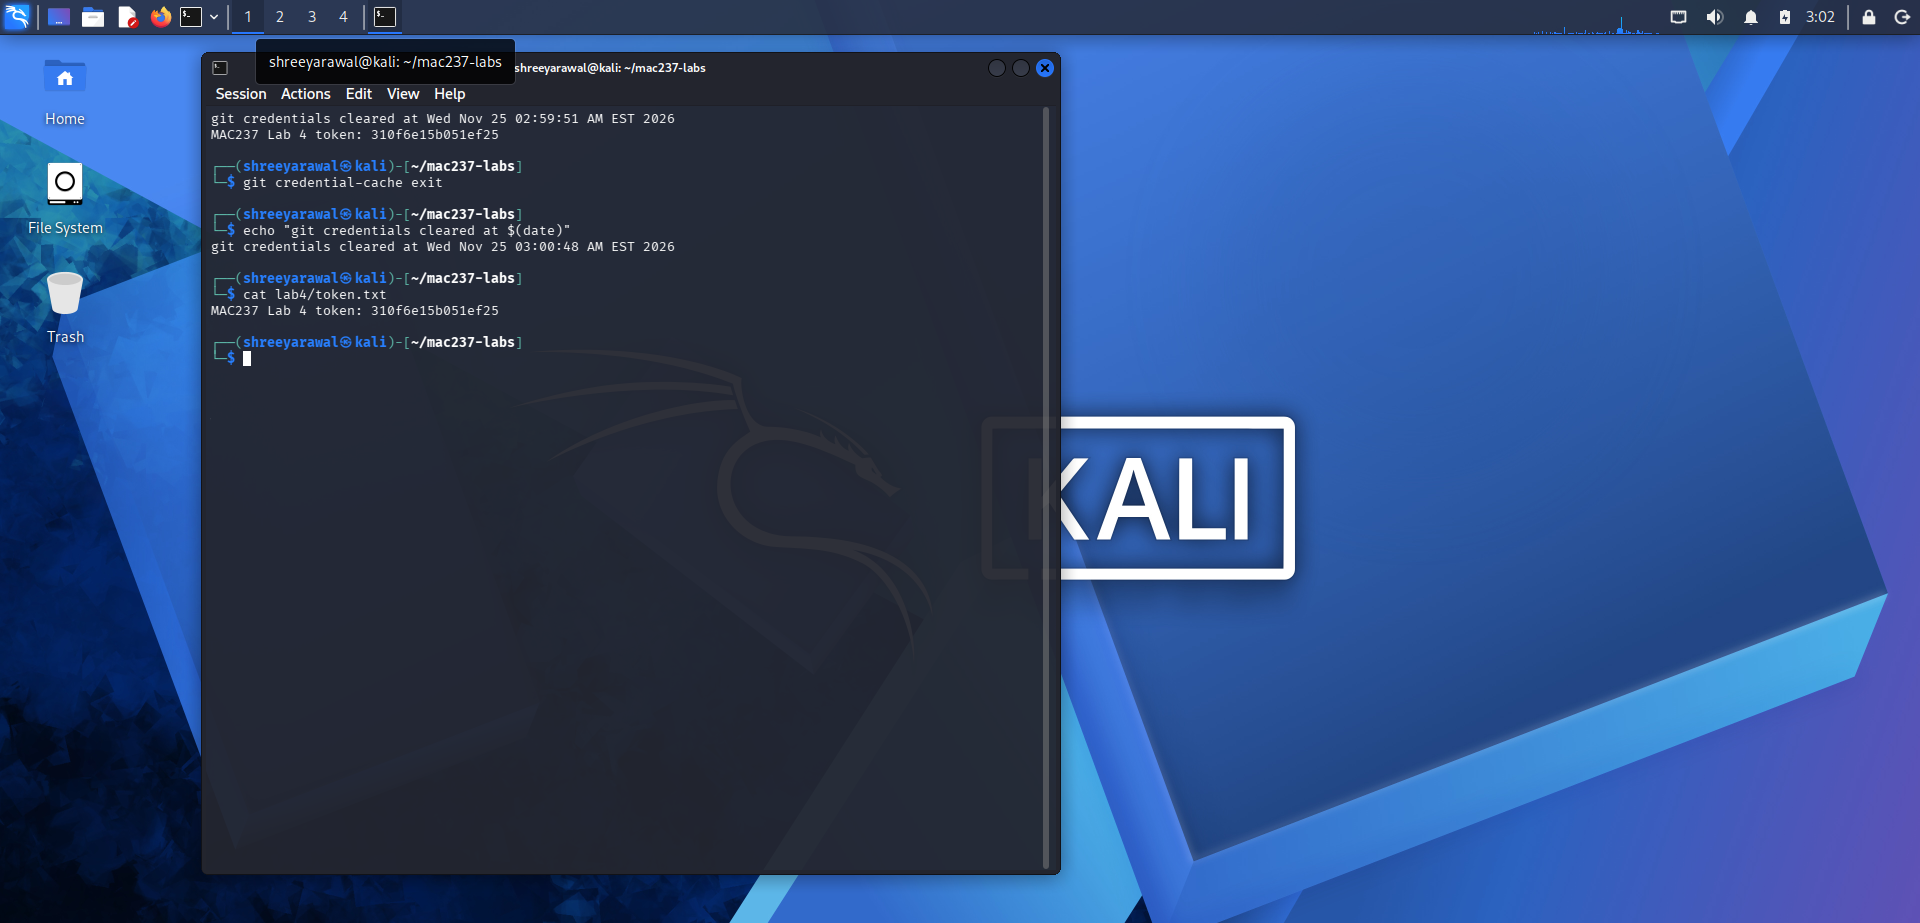 1 2 3 4
3:02
shreeyarawal@kali: ~/mac237-labs
shreeyarawal@kali: ~/mac237-labs
Session Actions Edit View Help
git credentials cleared at Wed Nov 25 02:59:51 AM EST 2026
MAC237 Lab 4 token: 310f6e15b051ef25
┌──(shreeyarawal㉿kali)-[~/mac237-labs]
└─$ git credential-cache exit
┌──(shreeyarawal㉿kali)-[~/mac237-labs]
└─$ echo "git credentials cleared at $(date)"
git credentials cleared at Wed Nov 25 03:00:48 AM EST 2026
┌──(shreeyarawal㉿kali)-[~/mac237-labs]
└─$ cat lab4/token.txt
MAC237 Lab 4 token: 310f6e15b051ef25
┌──(shreeyarawal㉿kali)-[~/mac237-labs]
└─$
Home
File System
Trash
KALI